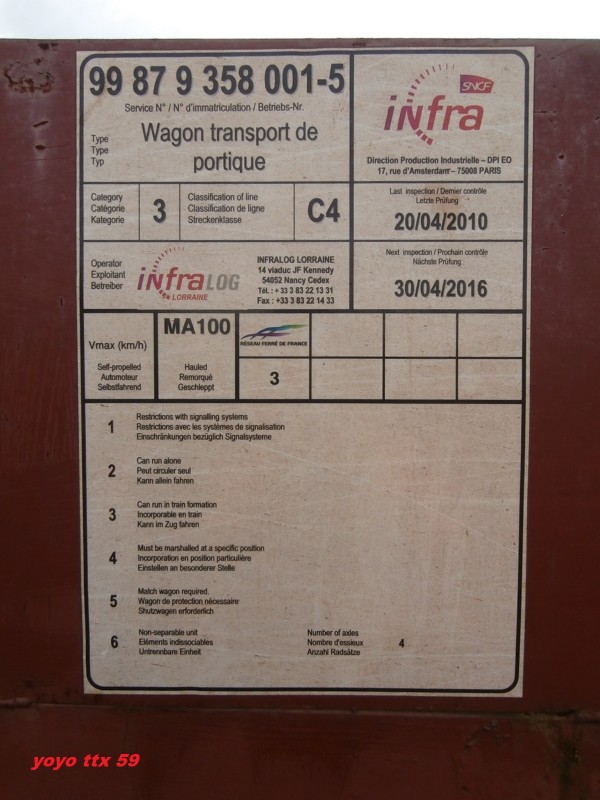 99 87 9 358 001-5
Service N° / N° d'immatriculation / Betriebs-Nr.
Type
Type
Typ
Wagon transport de
portique
SNCF
infra
Direction Production Industrielle – DPI EO
17, rue d'Amsterdam – 75008 PARIS
Category
Catégorie
Kategorie
3
Classification of line
Classification de ligne
Streckenklasse
C4
Last inspection / Dernier contrôle
Letzte Prüfung
20/04/2010
Operator
Exploitant
Betreiber
infraLOG
LORRAINE
INFRALOG LORRAINE
14 viaduc JF Kennedy
54052 Nancy Cedex
Tél. : + 33 3 83 22 13 31
Fax : +33 3 83 22 14 33
Next inspection / Prochain contrôle
Nächste Prüfung
30/04/2016
Vmax (km/h)
MA100
RÉSEAU FERRÉ DE FRANCE
Self-propelled
Automoteur
Selbstfahrend
Hauled
Remorqué
Geschleppt
3
1
Restrictions with signalling systems
Restrictions avec les systèmes de signalisation
Einschränkungen bezüglich Signalsysteme
2
Can run alone
Peut circuler seul
Kann allein fahren
3
Can run in train formation
Incorporable en train
Kann im Zug fahren
4
Must be marshalled at a specific position
Incorporation en position particulière
Einstellen an besonderer Stelle
5
Match wagon required.
Wagon de protection nécessaire
Shutzwagen erforderlich
6
Non-separable unit
Eléments indissociables
Untrennbare Einheit
Number of axles
Nombre d'essieux
Anzahl Radsätze
4
yoyo ttx 59